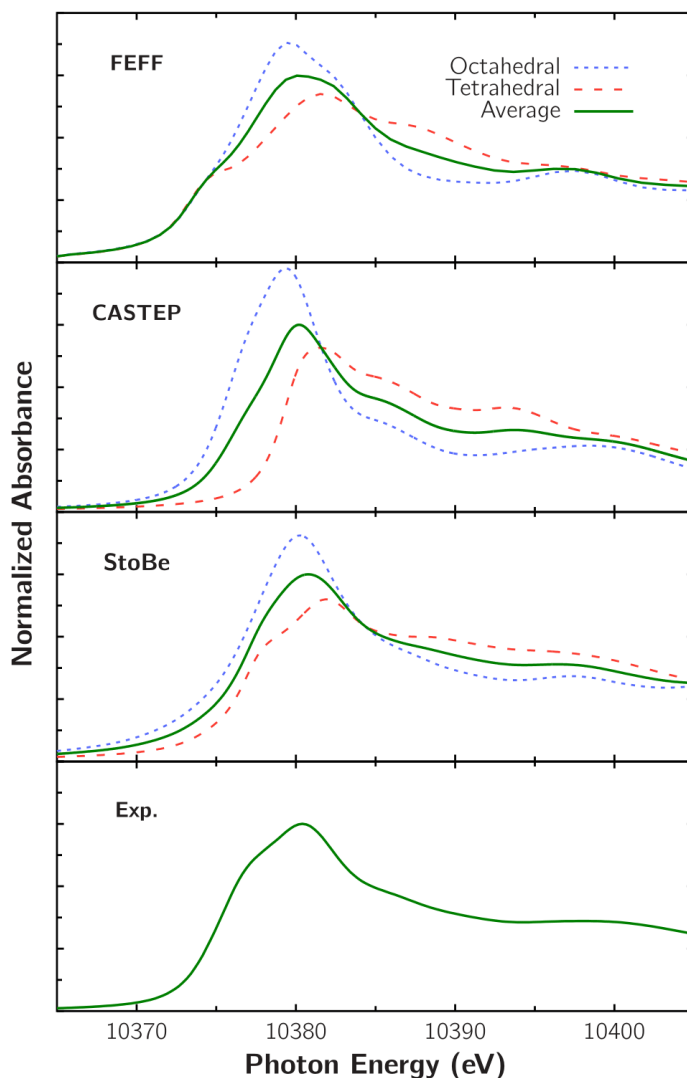 FEFF
Octahedral
Tetrahedral
Average
CASTEP
StoBe
Exp.
Normalized Absorbance
10370 10380 10390 10400
Photon Energy (eV)